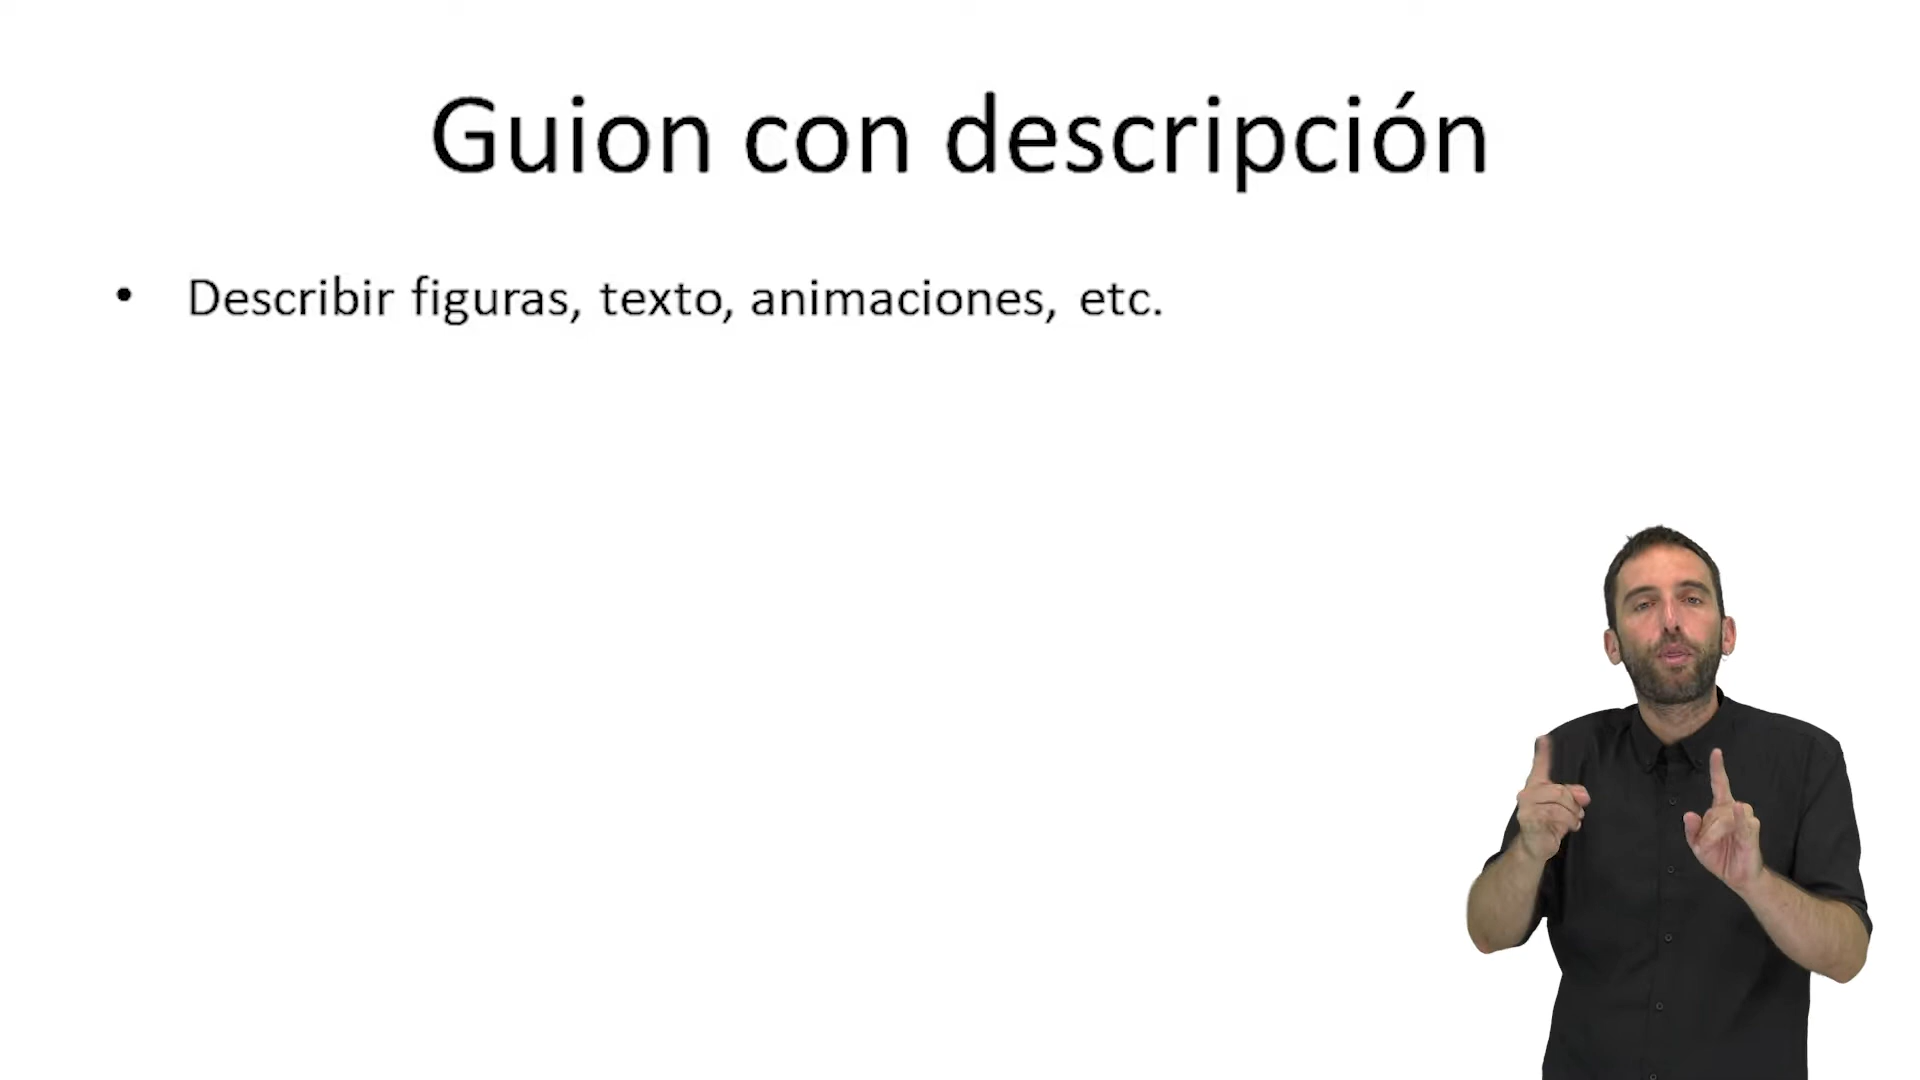 Guion con descripción
• Describir figuras, texto, animaciones, etc.